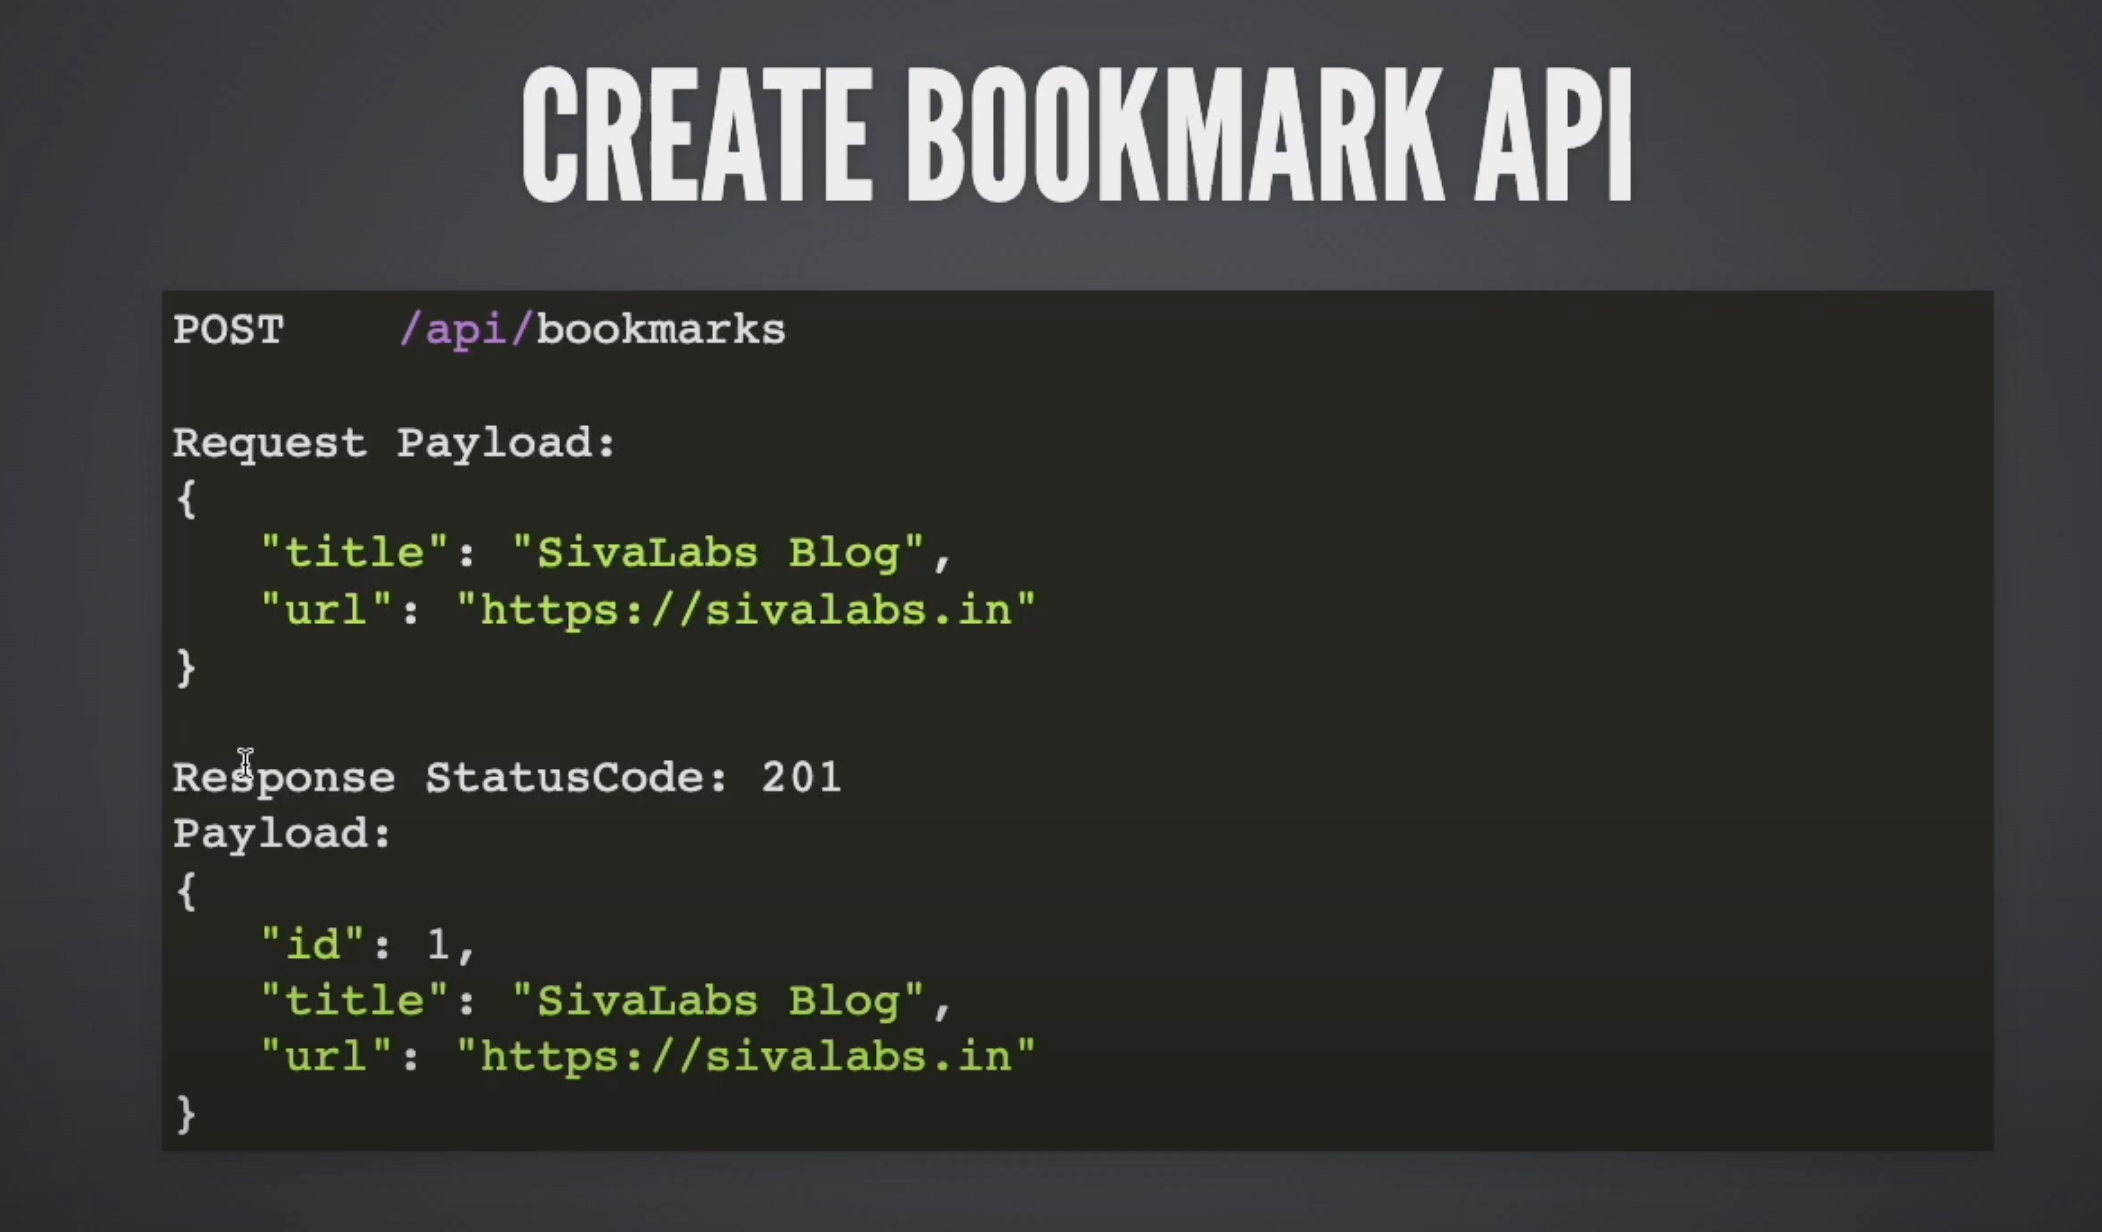 CREATE BOOKMARK API
POST    /api/bookmarks
Request Payload:
{
   "title": "SivaLabs Blog",
   "url": "https://sivalabs.in"
}
Response StatusCode: 201
Payload:
{
   "id": 1,
   "title": "SivaLabs Blog",
   "url": "https://sivalabs.in"
}